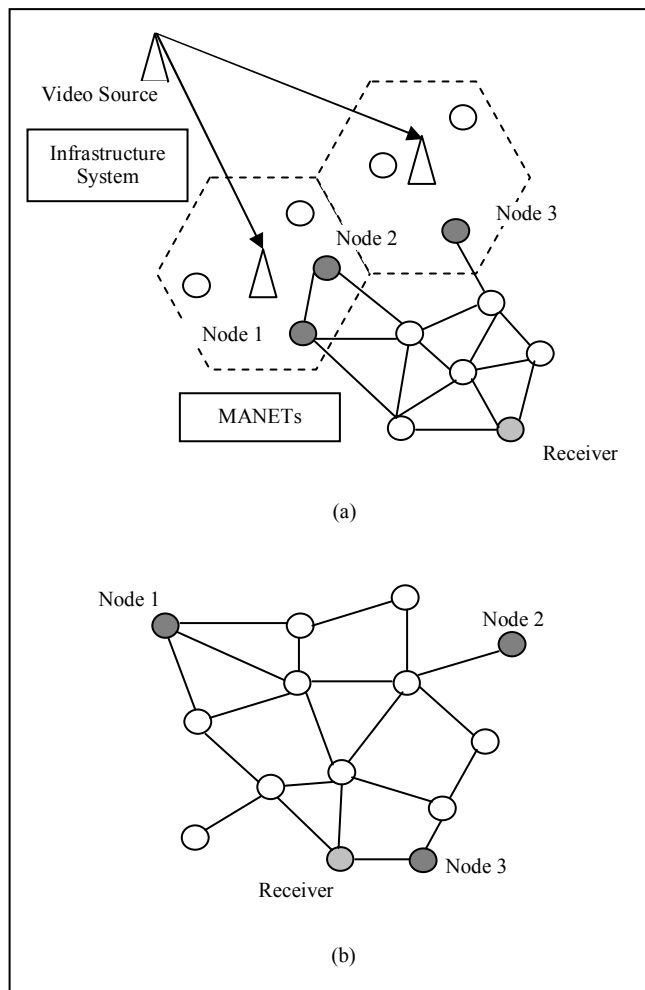 Video Source
Infrastructure
System
Node 3
Node 2
Node 1
MANETs
Receiver
(a)
Node 1
Node 2
Node 3
Receiver
(b)